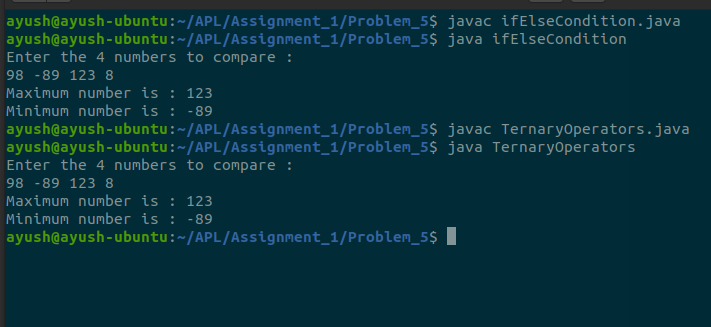 ayush@ayush-ubuntu:~/APL/Assignment_1/Problem_5$ javac ifElseCondition.java
ayush@ayush-ubuntu:~/APL/Assignment_1/Problem_5$ java ifElseCondition
Enter the 4 numbers to compare :
98 -89 123 8
Maximum number is : 123
Minimum number is : -89
ayush@ayush-ubuntu:~/APL/Assignment_1/Problem_5$ javac TernaryOperators.java
ayush@ayush-ubuntu:~/APL/Assignment_1/Problem_5$ java TernaryOperators
Enter the 4 numbers to compare :
98 -89 123 8
Maximum number is : 123
Minimum number is : -89
ayush@ayush-ubuntu:~/APL/Assignment_1/Problem_5$